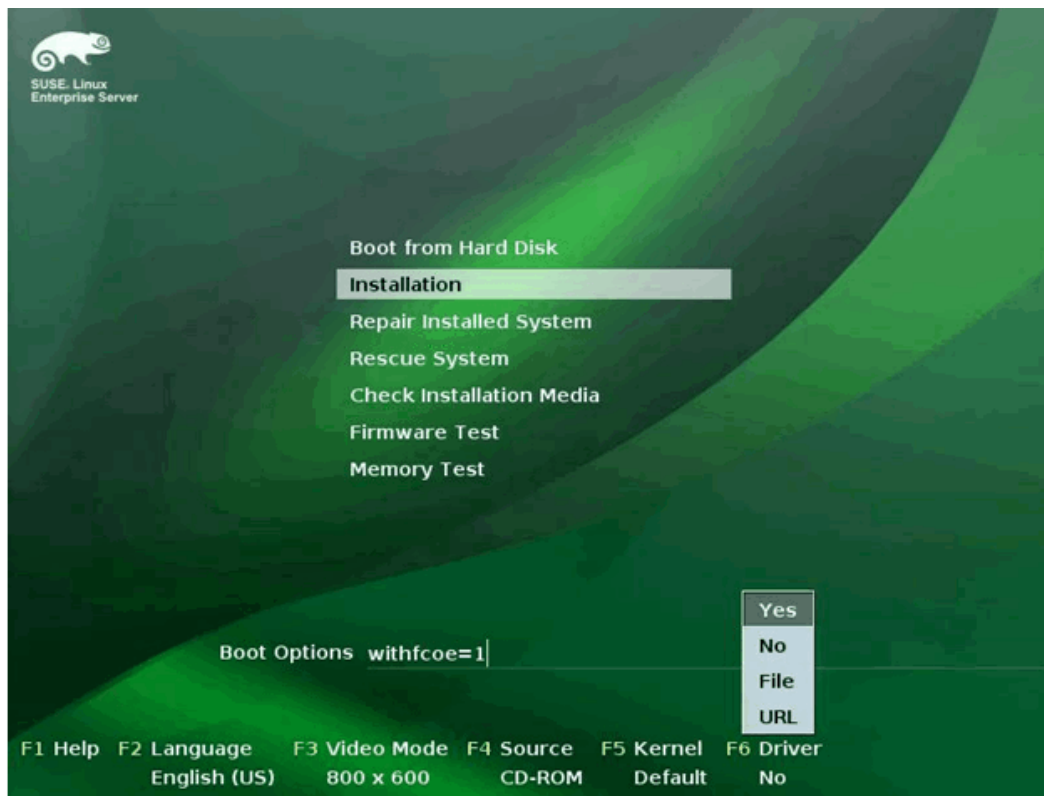 SUSE. Linux
Enterprise Server
Boot from Hard Disk
Installation
Repair Installed System
Rescue System
Check Installation Media
Firmware Test
Memory Test
Boot Options withfcoe=1
Yes
No
File
URL
F1 Help F2 Language F3 Video Mode F4 Source F5 Kernel F6 Driver
English (US) 800 x 600 CD-ROM Default No